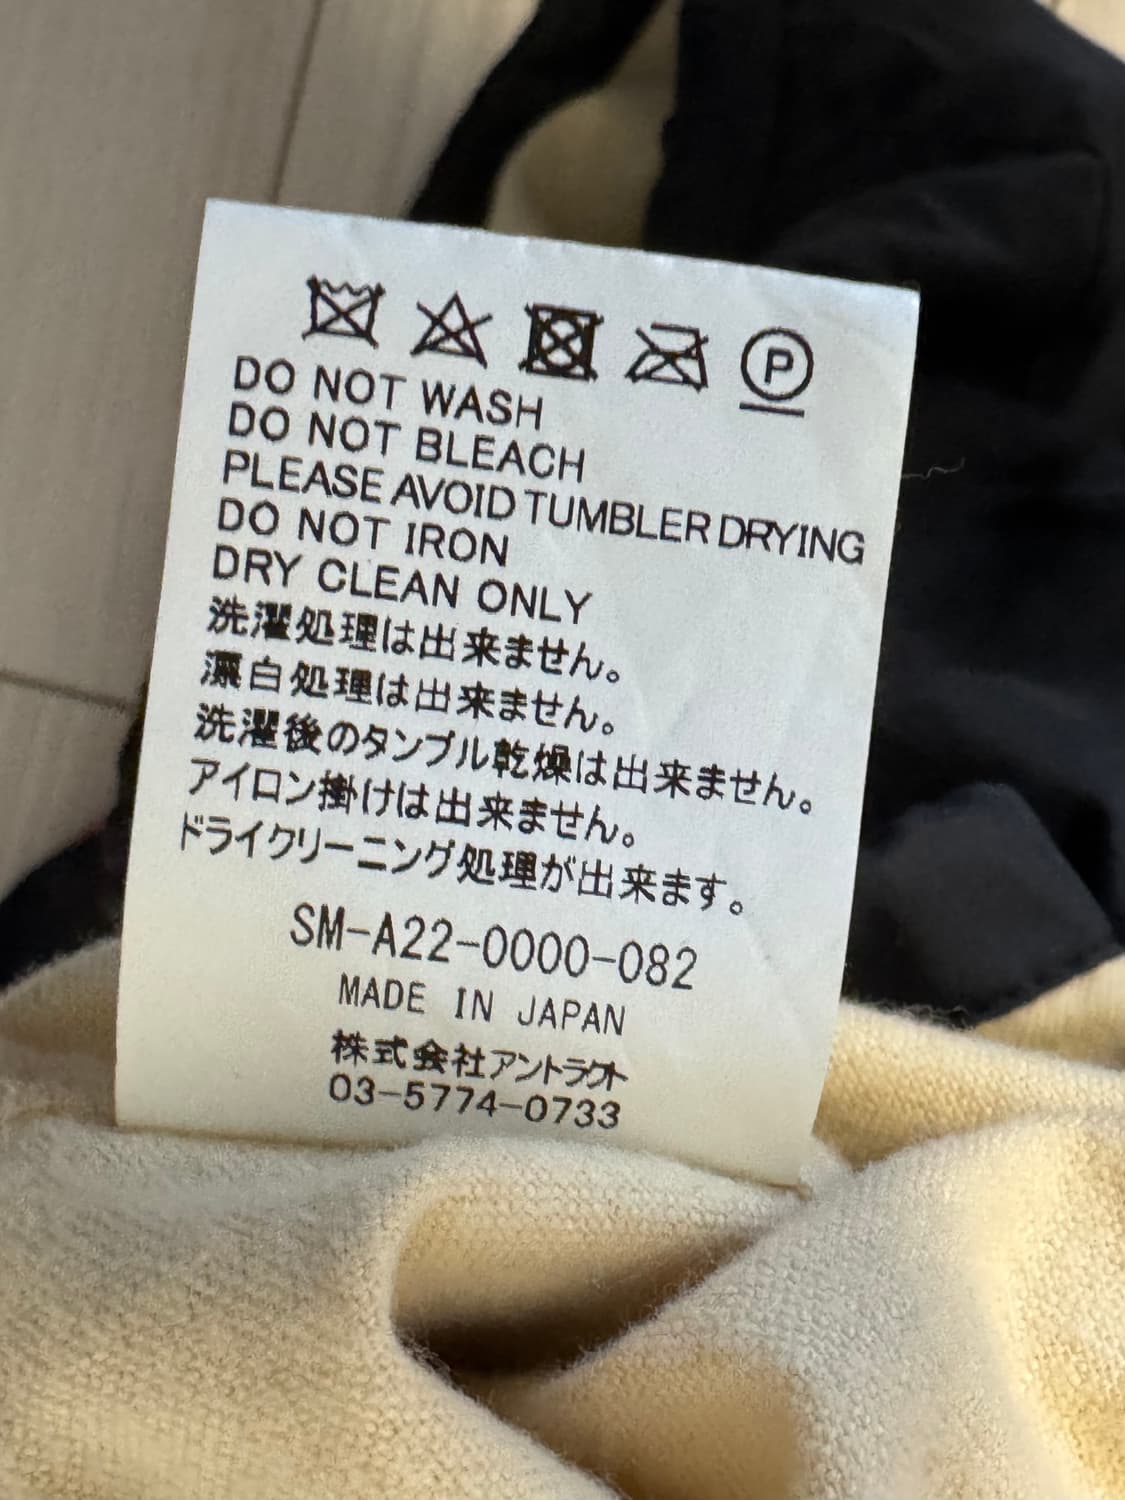 P
DO NOT WASH
DO NOT BLEACH
PLEASE AVOID TUMBLER DRYING
DO NOT IRON
DRY CLEAN ONLY
洗濯処理は出来ません。
漂白処理は出来ません。
洗濯後のタンブル乾燥は出来ません。
アイロン掛けは出来ません。
ドライクリーニング処理が出来ます。
SM-A22-0000-082
MADE IN JAPAN
株式会社アントラクト
03-5774-0733